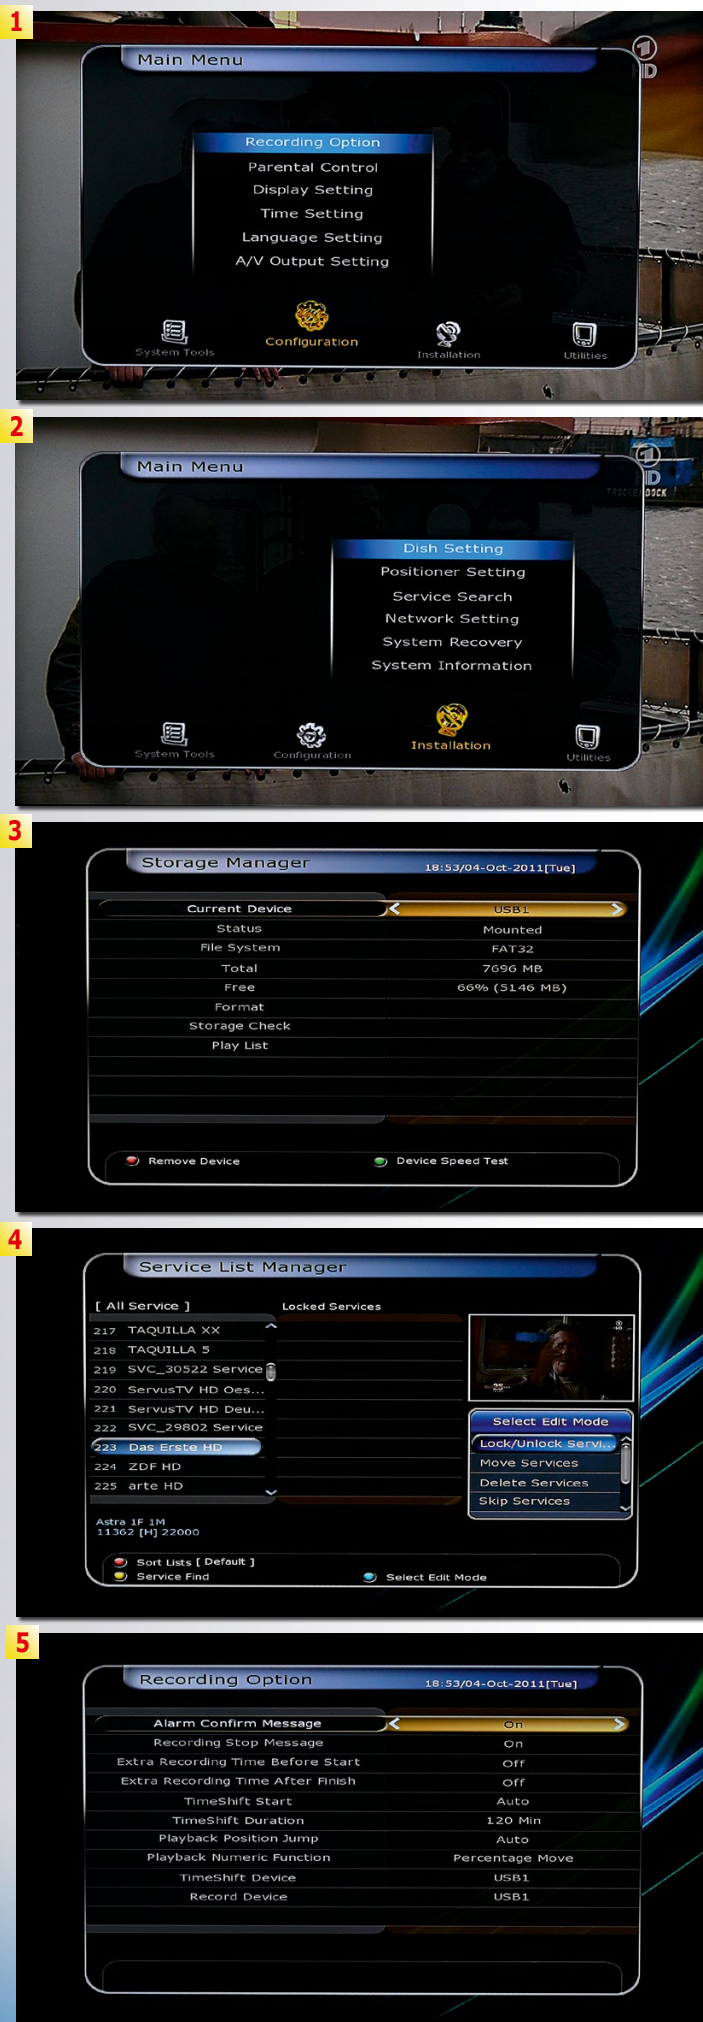 1
Main Menu
HD
Recording Option
Parental Control
Display Setting
Time Setting
Language Setting
A/V Output Setting
System Tools
Configuration
Installation
Utilities
2
Main Menu
HD
TROCKENDOCK
Dish Setting
Positioner Setting
Service Search
Network Setting
System Recovery
System Information
System Tools
Configuration
Installation
Utilities
3
Storage Manager 18:53/04-Oct-2011[Tue]
Current Device USB1
Status Mounted
File System FAT32
Total 7696 MB
Free 66% (5146 MB)
Format
Storage Check
Play List
Remove Device Device Speed Test
4
Service List Manager
[ All Service ] Locked Services
217 TAQUILLA XX
218 TAQUILLA 5
219 SVC_30522 Service
220 ServusTV HD Oes...
221 ServusTV HD Deu...
222 SVC_29802 Service
223 Das Erste HD
224 ZDF HD
225 arte HD
Select Edit Mode
Lock/Unlock Servi...
Move Services
Delete Services
Skip Services
Astra 1F 1M
11362 [H] 22000
Sort Lists [ Default ]
Service Find Select Edit Mode
5
Recording Option 18:53/04-Oct-2011[Tue]
Alarm Confirm Message On
Recording Stop Message On
Extra Recording Time Before Start Off
Extra Recording Time After Finish Off
TimeShift Start Auto
TimeShift Duration 120 Min
Playback Position Jump Auto
Playback Numeric Function Percentage Move
TimeShift Device USB1
Record Device USB1